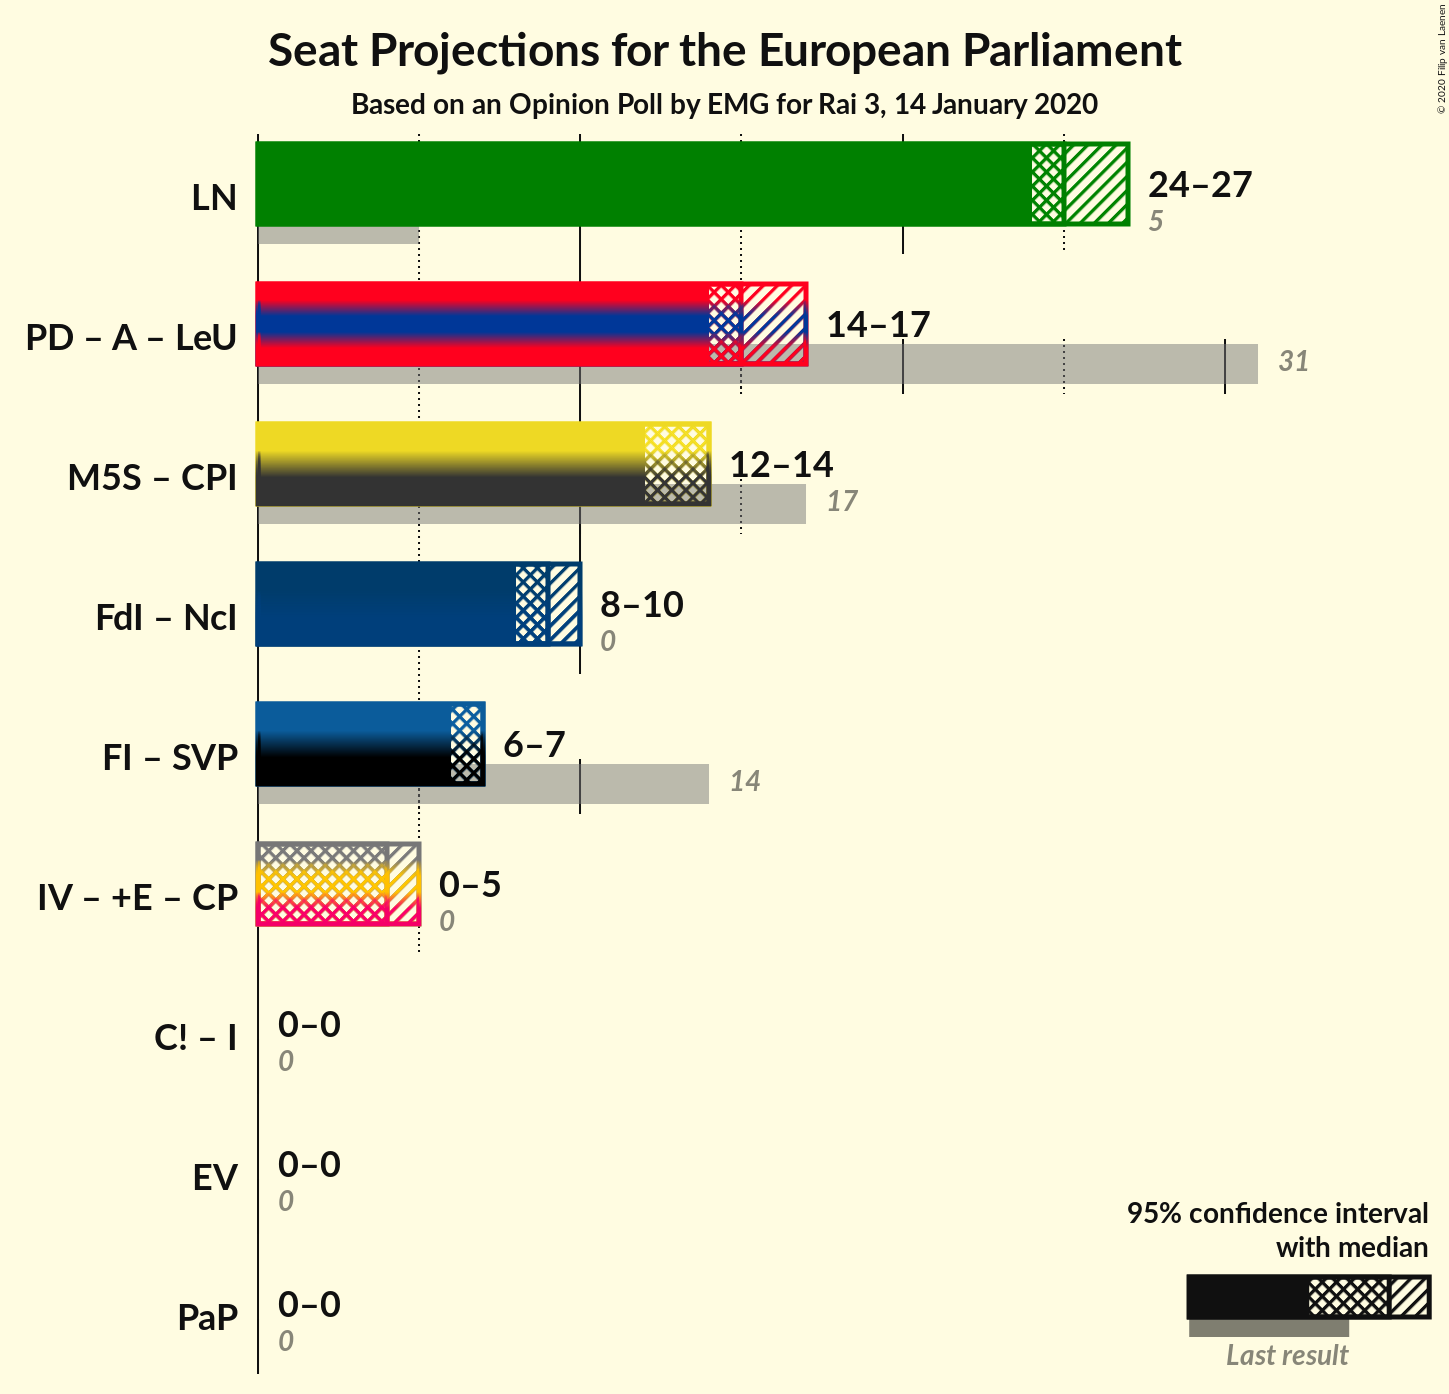 Seat Projections for the European Parliament
Based on an Opinion Poll by EMG for Rai 3, 14 January 2020
© 2020 Filip van Laenen
LN
24–27
5
PD – A – LeU
14–17
31
M5S – CPI
12–14
17
FdI – NcI
8–10
0
FI – SVP
6–7
14
IV – +E – CP
0–5
0
C! – I
0–0
0
EV
0–0
0
PaP
0–0
0
95% confidence interval
with median
Last result